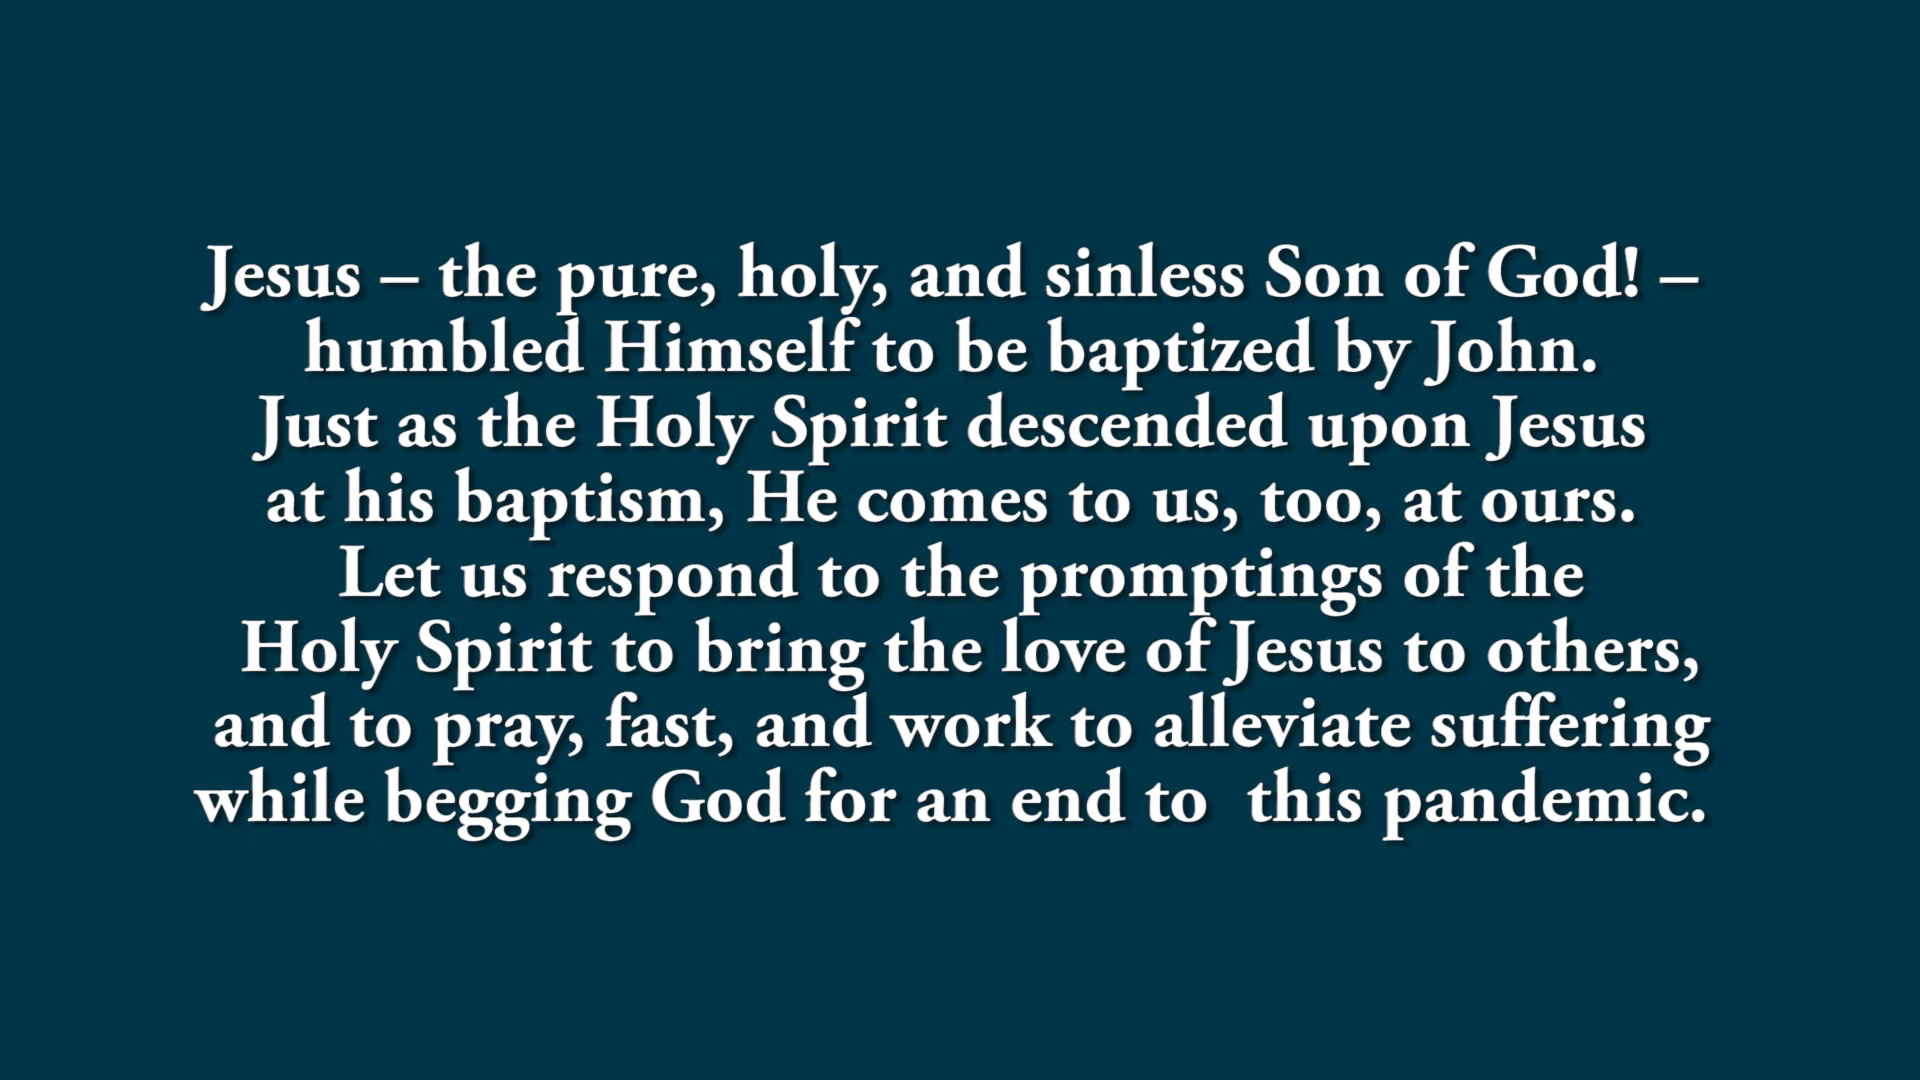 Jesus – the pure, holy, and sinless Son of God! –
humbled Himself to be baptized by John.
Just as the Holy Spirit descended upon Jesus
at his baptism, He comes to us, too, at ours.
Let us respond to the promptings of the
Holy Spirit to bring the love of Jesus to others,
and to pray, fast, and work to alleviate suffering
while begging God for an end to  this pandemic.